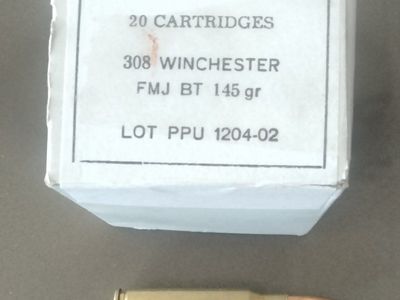 20 CARTRIDGES
308 WINCHESTER
FMJ BT 145 gr
LOT PPU 1204-02